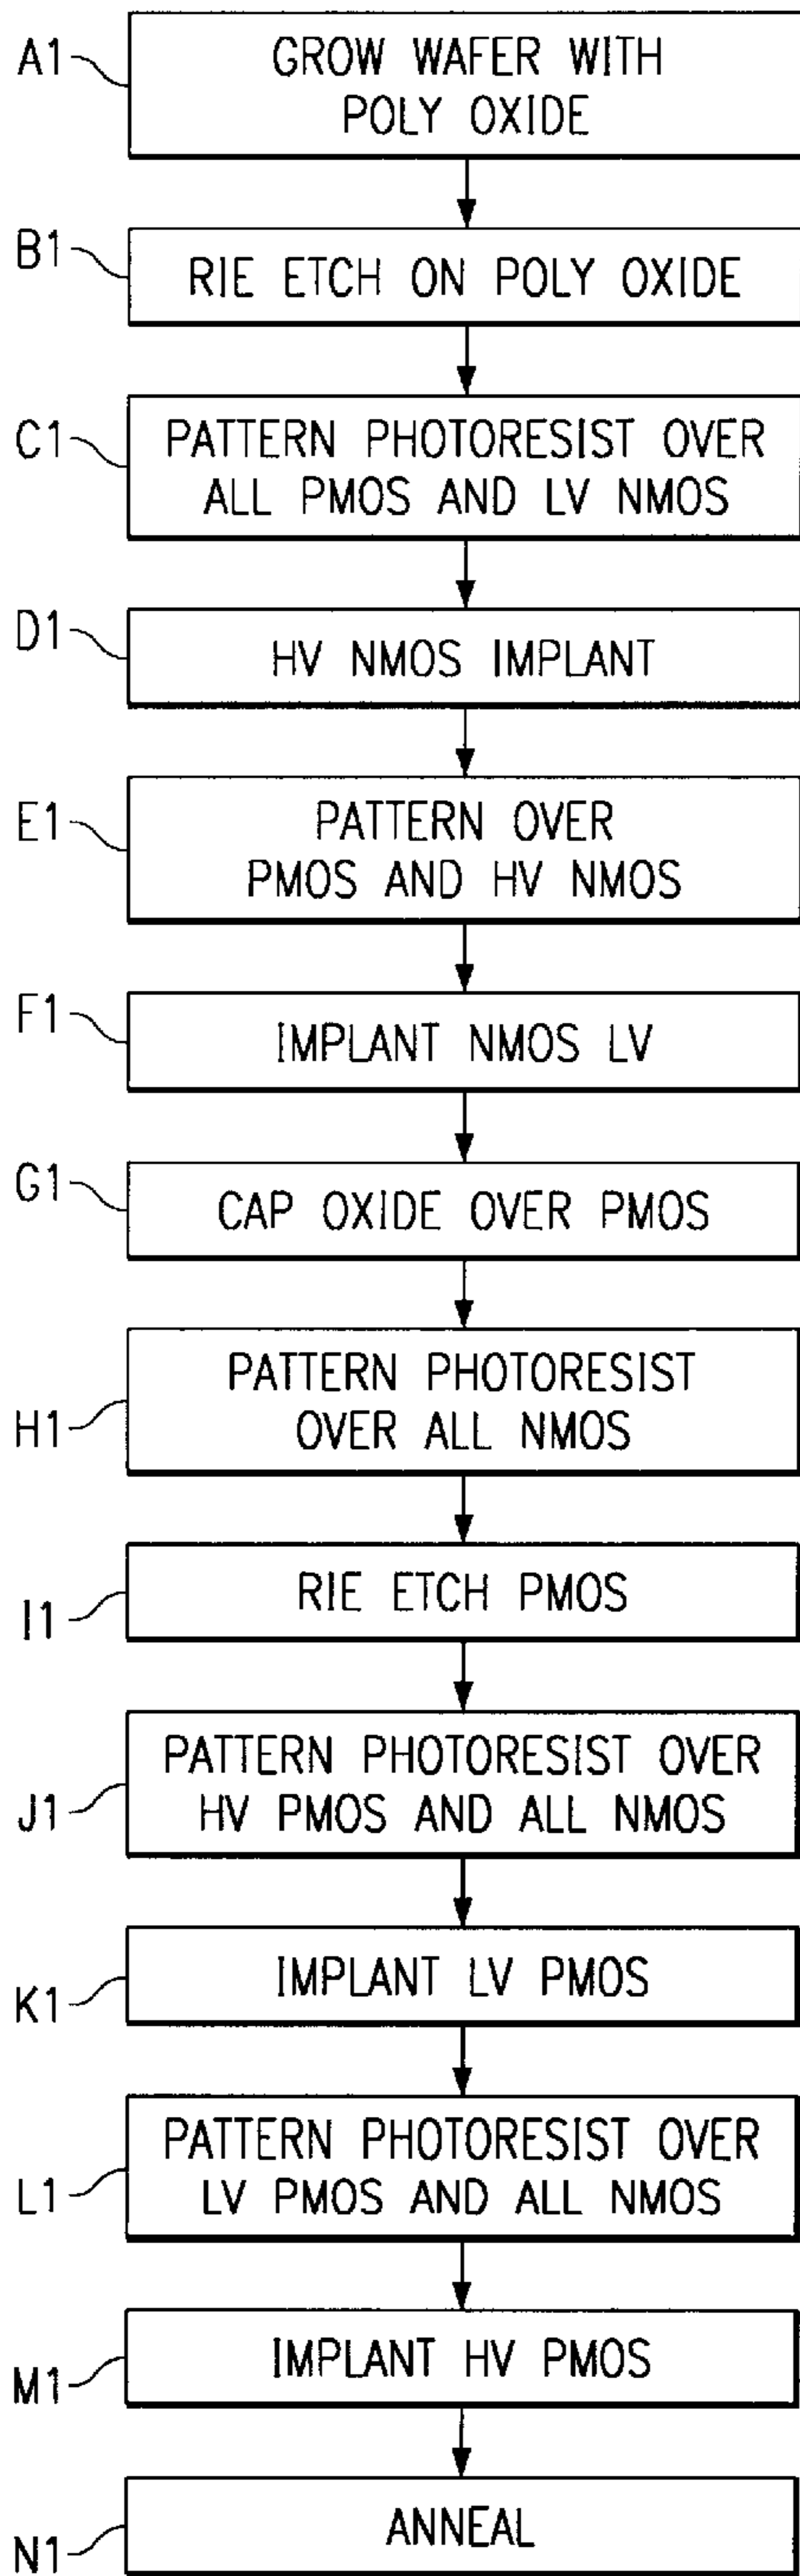 A1
GROW WAFER WITH
POLY OXIDE
B1
RIE ETCH ON POLY OXIDE
C1
PATTERN PHOTORESIST OVER
ALL PMOS AND LV NMOS
D1
HV NMOS IMPLANT
E1
PATTERN OVER
PMOS AND HV NMOS
F1
IMPLANT NMOS LV
G1
CAP OXIDE OVER PMOS
H1
PATTERN PHOTORESIST
OVER ALL NMOS
I1
RIE ETCH PMOS
J1
PATTERN PHOTORESIST OVER
HV PMOS AND ALL NMOS
K1
IMPLANT LV PMOS
L1
PATTERN PHOTORESIST OVER
LV PMOS AND ALL NMOS
M1
IMPLANT HV PMOS
N1
ANNEAL